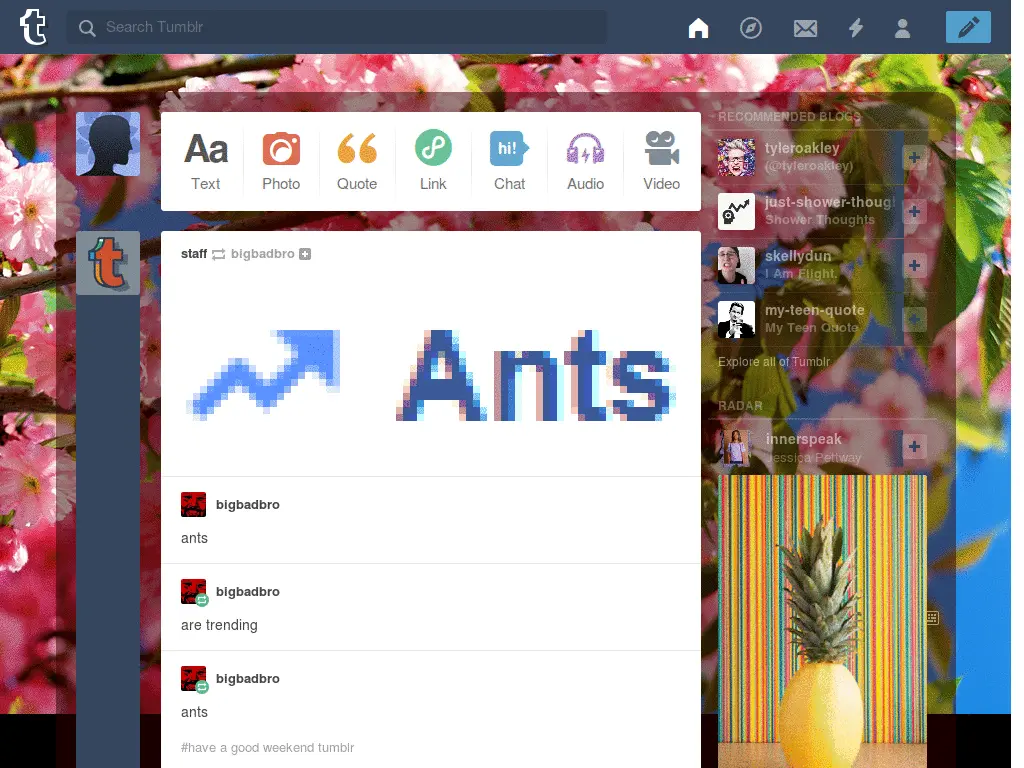 Search Tumblr
Text
Photo
Quote
Link
hi!
Chat
Audio
Video
Aa
staff bigbadbro
Ants
bigbadbro
ants
bigbadbro
are trending
bigbadbro
ants
#have a good weekend tumblr
RECOMMENDED BLOGS
tyleroakley
(@tyleroakley)
just-shower-thoug
Shower Thoughts
skellydun
I Am Flight.
my-teen-quote
My Teen Quote
Explore all of Tumblr
RADAR
innerspeak
Jessica Pettway